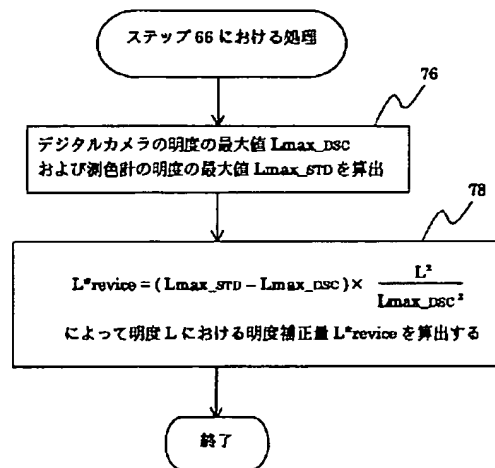 ステップ66における処理
76
デジタルカメラの明度の最大値 Lmax_DSC
および測色計の明度の最大値 Lmax_STD を算出
78
L*revice = ( Lmax_STD − Lmax_DSC ) × L² / Lmax_DSC²
によって明度 L における明度補正量 L*revice を算出する
終了